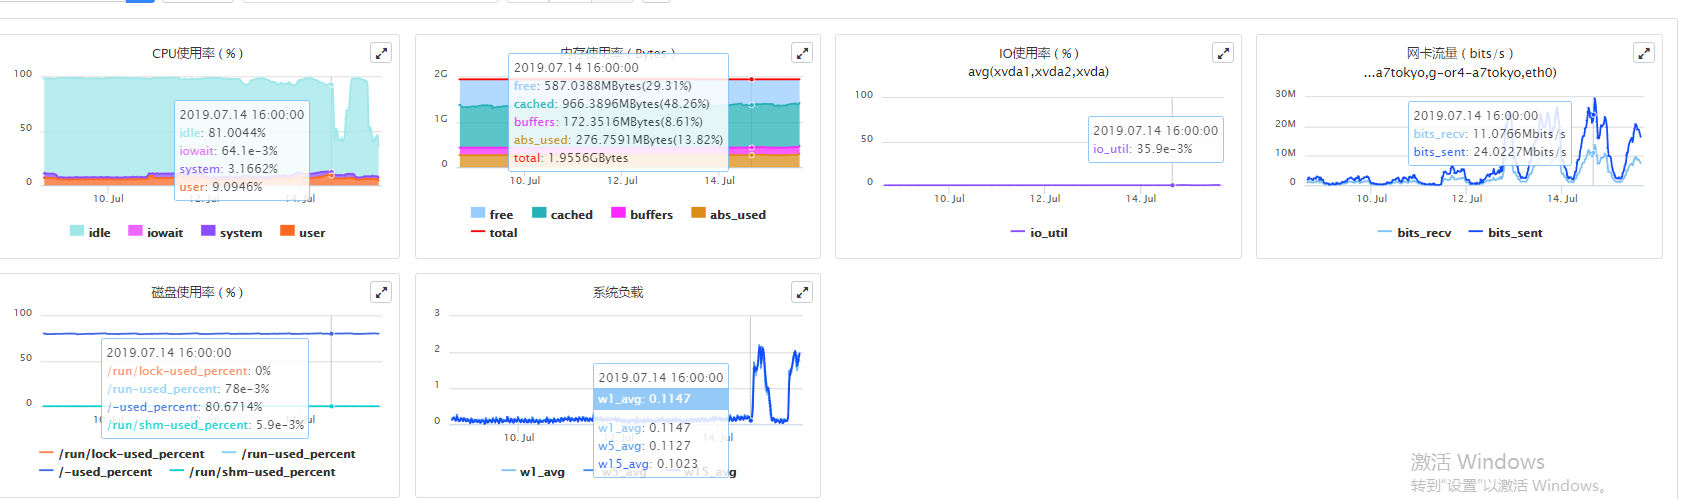 CPU使用率 ( % )
100
50
0
2019.07.14 16:00:00
idle: 81.0044%
iowait: 64.1e-3%
system: 3.1662%
user: 9.0946%
10. Jul
idle iowait system user
内存使用率 ( Bytes )
2G
1G
0
2019.07.14 16:00:00
free: 587.0388MBytes(29.31%)
cached: 966.3896MBytes(48.26%)
buffers: 172.3516MBytes(8.61%)
abs_used: 276.7591MBytes(13.82%)
total: 1.9556GBytes
10. Jul 12. Jul 14. Jul
free cached buffers abs_used
total
IO使用率 ( % )
avg(xvda1,xvda2,xvda)
100
50
0
2019.07.14 16:00:00
io_util: 35.9e-3%
10. Jul 12. Jul 14. Jul
io_util
网卡流量 ( bits/s )
...a7tokyo,g-or4-a7tokyo,eth0)
30M
20M
10M
0
2019.07.14 16:00:00
bits_recv: 11.0766Mbits/s
bits_sent: 24.0227Mbits/s
10. Jul 12. Jul 14. Jul
bits_recv bits_sent
磁盘使用率 ( % )
100
50
0
2019.07.14 16:00:00
/run/lock-used_percent: 0%
/run-used_percent: 78e-3%
/-used_percent: 80.6714%
/run/shm-used_percent: 5.9e-3%
/run/lock-used_percent /run-used_percent
/-used_percent /run/shm-used_percent
系统负载
3
2
1
0
2019.07.14 16:00:00
w1_avg: 0.1147
w1_avg: 0.1147
w5_avg: 0.1127
w15_avg: 0.1023
10. Jul 14. Jul
w1_avg w5_avg w15_avg
激活 Windows
转到"设置"以激活 Windows。